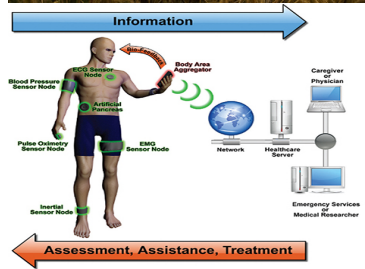 Information
Bio-Feedback
ECG Sensor
Node
Body Area
Aggregator
Blood Pressure
Sensor Node
Artificial
Pancreas
Pulse Oximetry
Sensor Node
EMG
Sensor Node
Inertial
Sensor Node
Caregiver
or
Physician
Network
Healthcare
Server
Emergency Services
or
Medical Researcher
Assessment, Assistance, Treatment